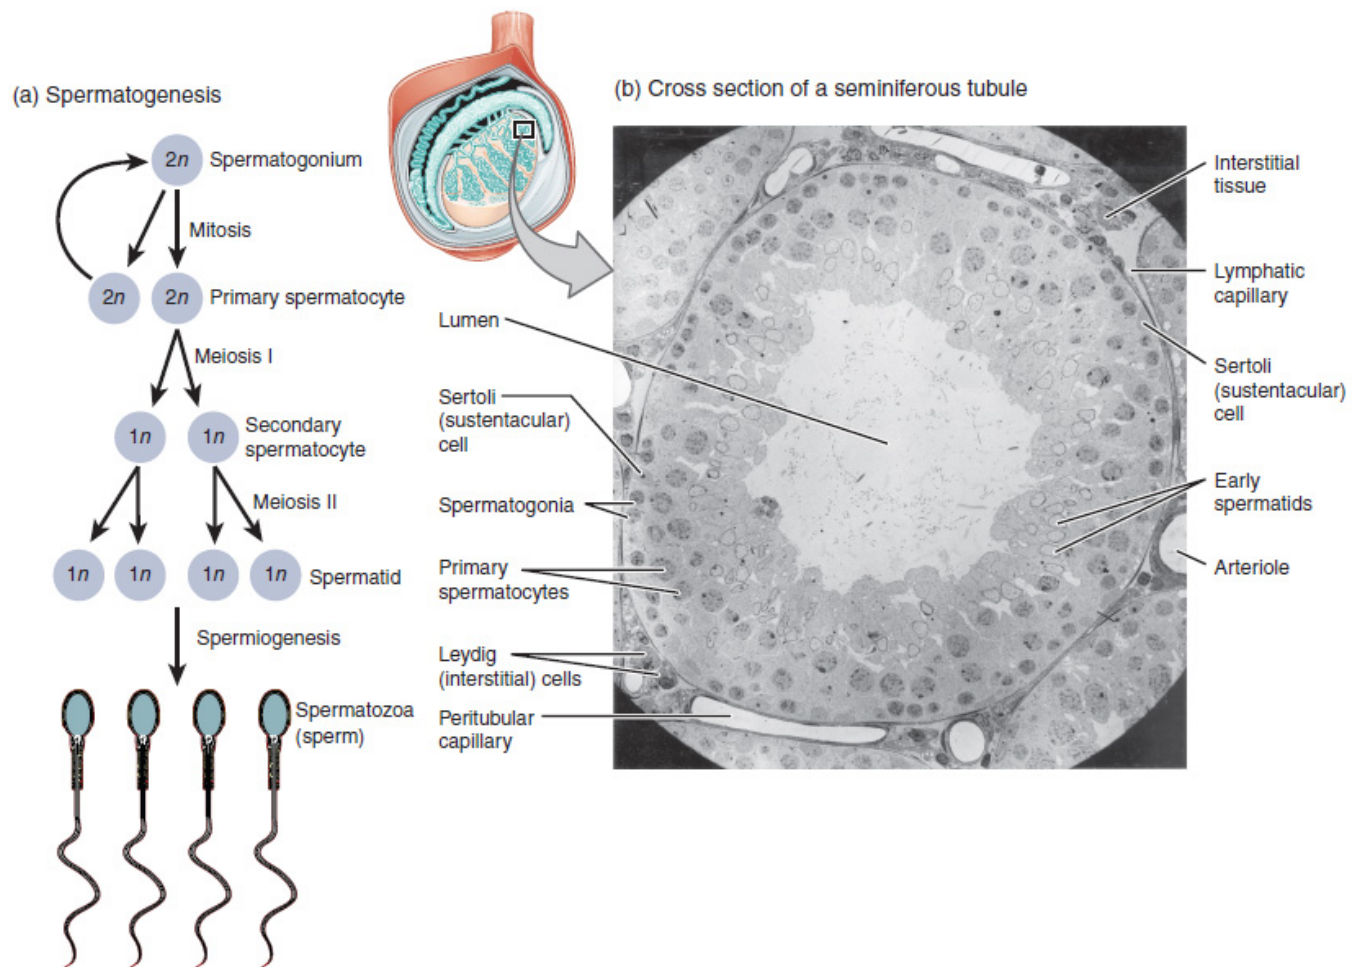 (a) Spermatogenesis
2n
Spermatogonium
Mitosis
2n
2n
Primary spermatocyte
Meiosis I
1n
1n
Secondary
spermatocyte
Meiosis II
1n
1n
1n
1n
Spermatid
Spermiogenesis
Spermatozoa
(sperm)
(b) Cross section of a seminiferous tubule
Lumen
Sertoli
(sustentacular)
cell
Spermatogonia
Primary
spermatocytes
Leydig
(interstitial) cells
Peritubular
capillary
Interstitial
tissue
Lymphatic
capillary
Sertoli
(sustentacular)
cell
Early
spermatids
Arteriole